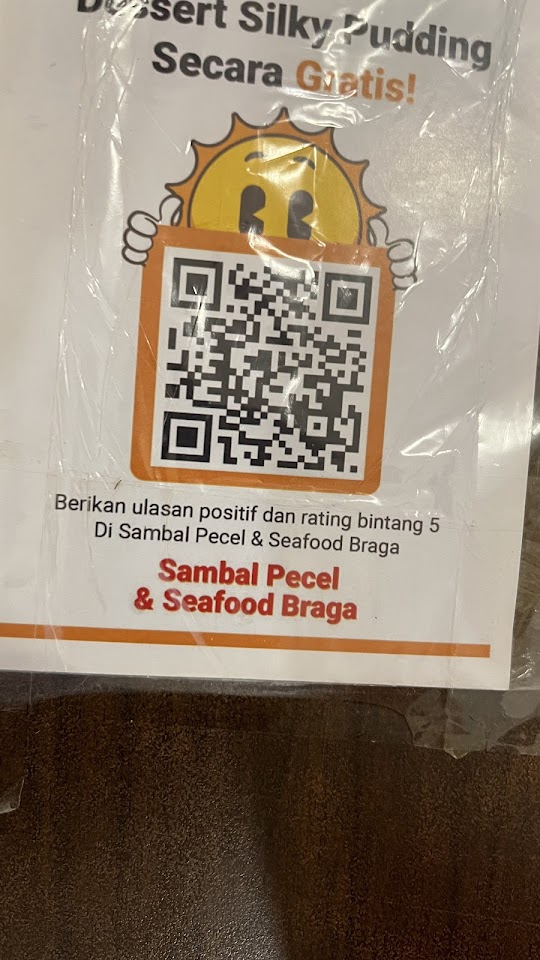 Dessert Silky Pudding
Secara Gratis!
Berikan ulasan positif dan rating bintang 5
Di Sambal Pecel & Seafood Braga
Sambal Pecel
& Seafood Braga